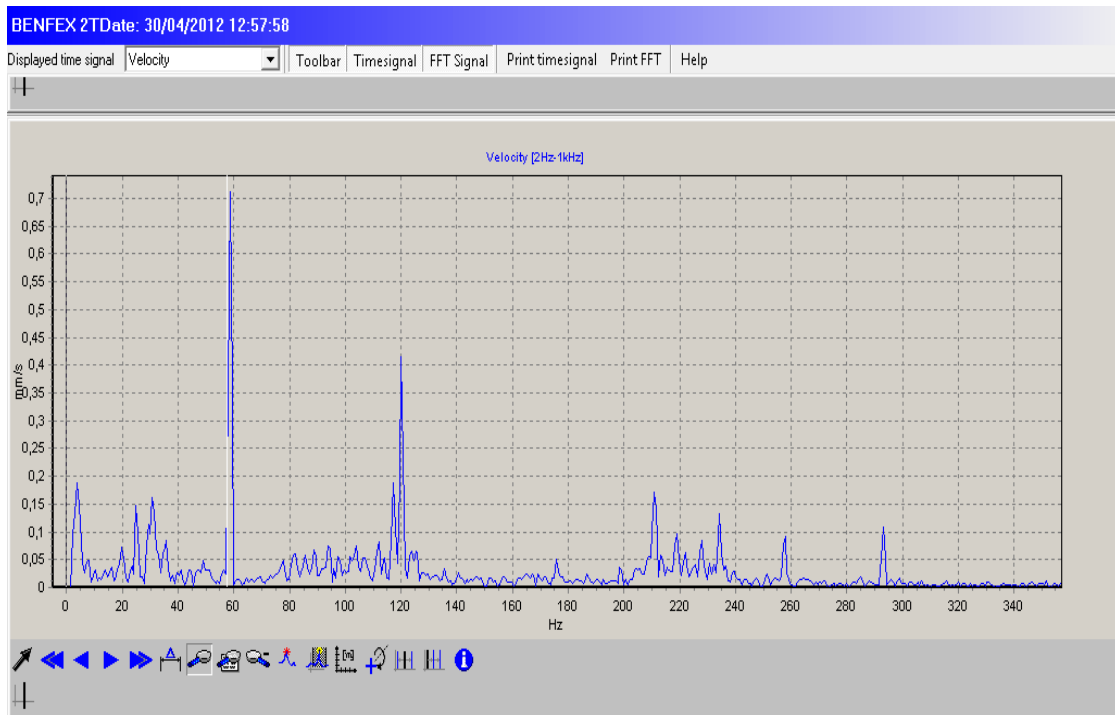 BENFEX 2TDate: 30/04/2012 12:57:58
Displayed time signal Velocity Toolbar Timesignal FFT Signal Print timesignal Print FFT Help
Velocity [2Hz-1kHz]
0,7
0,65
0,6
0,55
0,5
0,45
0,4
mm/s
0,35
0,3
0,25
0,2
0,15
0,1
0,05
0
0 20 40 60 80 100 120 140 160 180 200 220 240 260 280 300 320 340
Hz